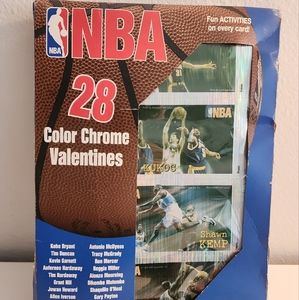 NBA
NBA
Fun ACTIVITIES
on every card!
28
Color Chrome
Valentines
31
NBA
KUKOC
Shawn
KEMP
Kobe Bryant
Tim Duncan
Kevin Garnett
Anfernee Hardaway
Tim Hardaway
Grant Hill
Juwan Howard
Allen Iverson
Antonio McDyess
Tracy McGrady
Ron Mercer
Reggie Miller
Alonzo Mourning
Dikembe Mutombo
Shaquille O'Neal
Gary Payton